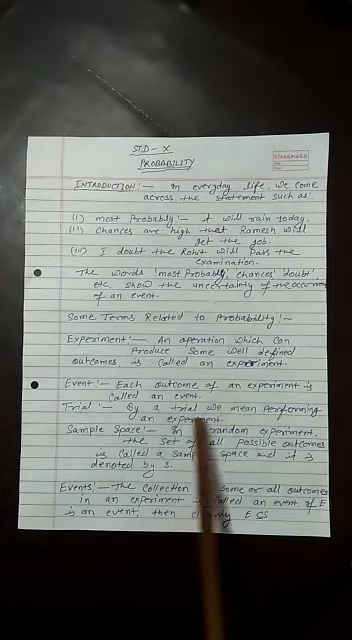 STD - X
PROBABILITY
CLASSMATE
INTRODUCTION :- In everyday life, we come
across the statement such as:
(i) most Probably :- it will rain today.
(ii) Chances are high that Ramesh will
get the job.
(iii) I doubt the Rohit will Pass the
examination.
The words 'most Probably', chances' doubt',
etc. show the uncertainty of the
of an event.
Some Terms Related to Probability :-
Experiment :- An operation which can
Produce some well defined
outcomes is called an experiment.
Event :- Each outcome of an experiment is
called an event.
Trial :- By a trial we mean performing
an experiment.
Sample Space :- In random experiment,
the set of all possible outcomes
is called a sample space and it is
denoted by S.
Events :- The Collection some or all outcomes
in an experiment is called an event of E
is an event, then E ⊆ S